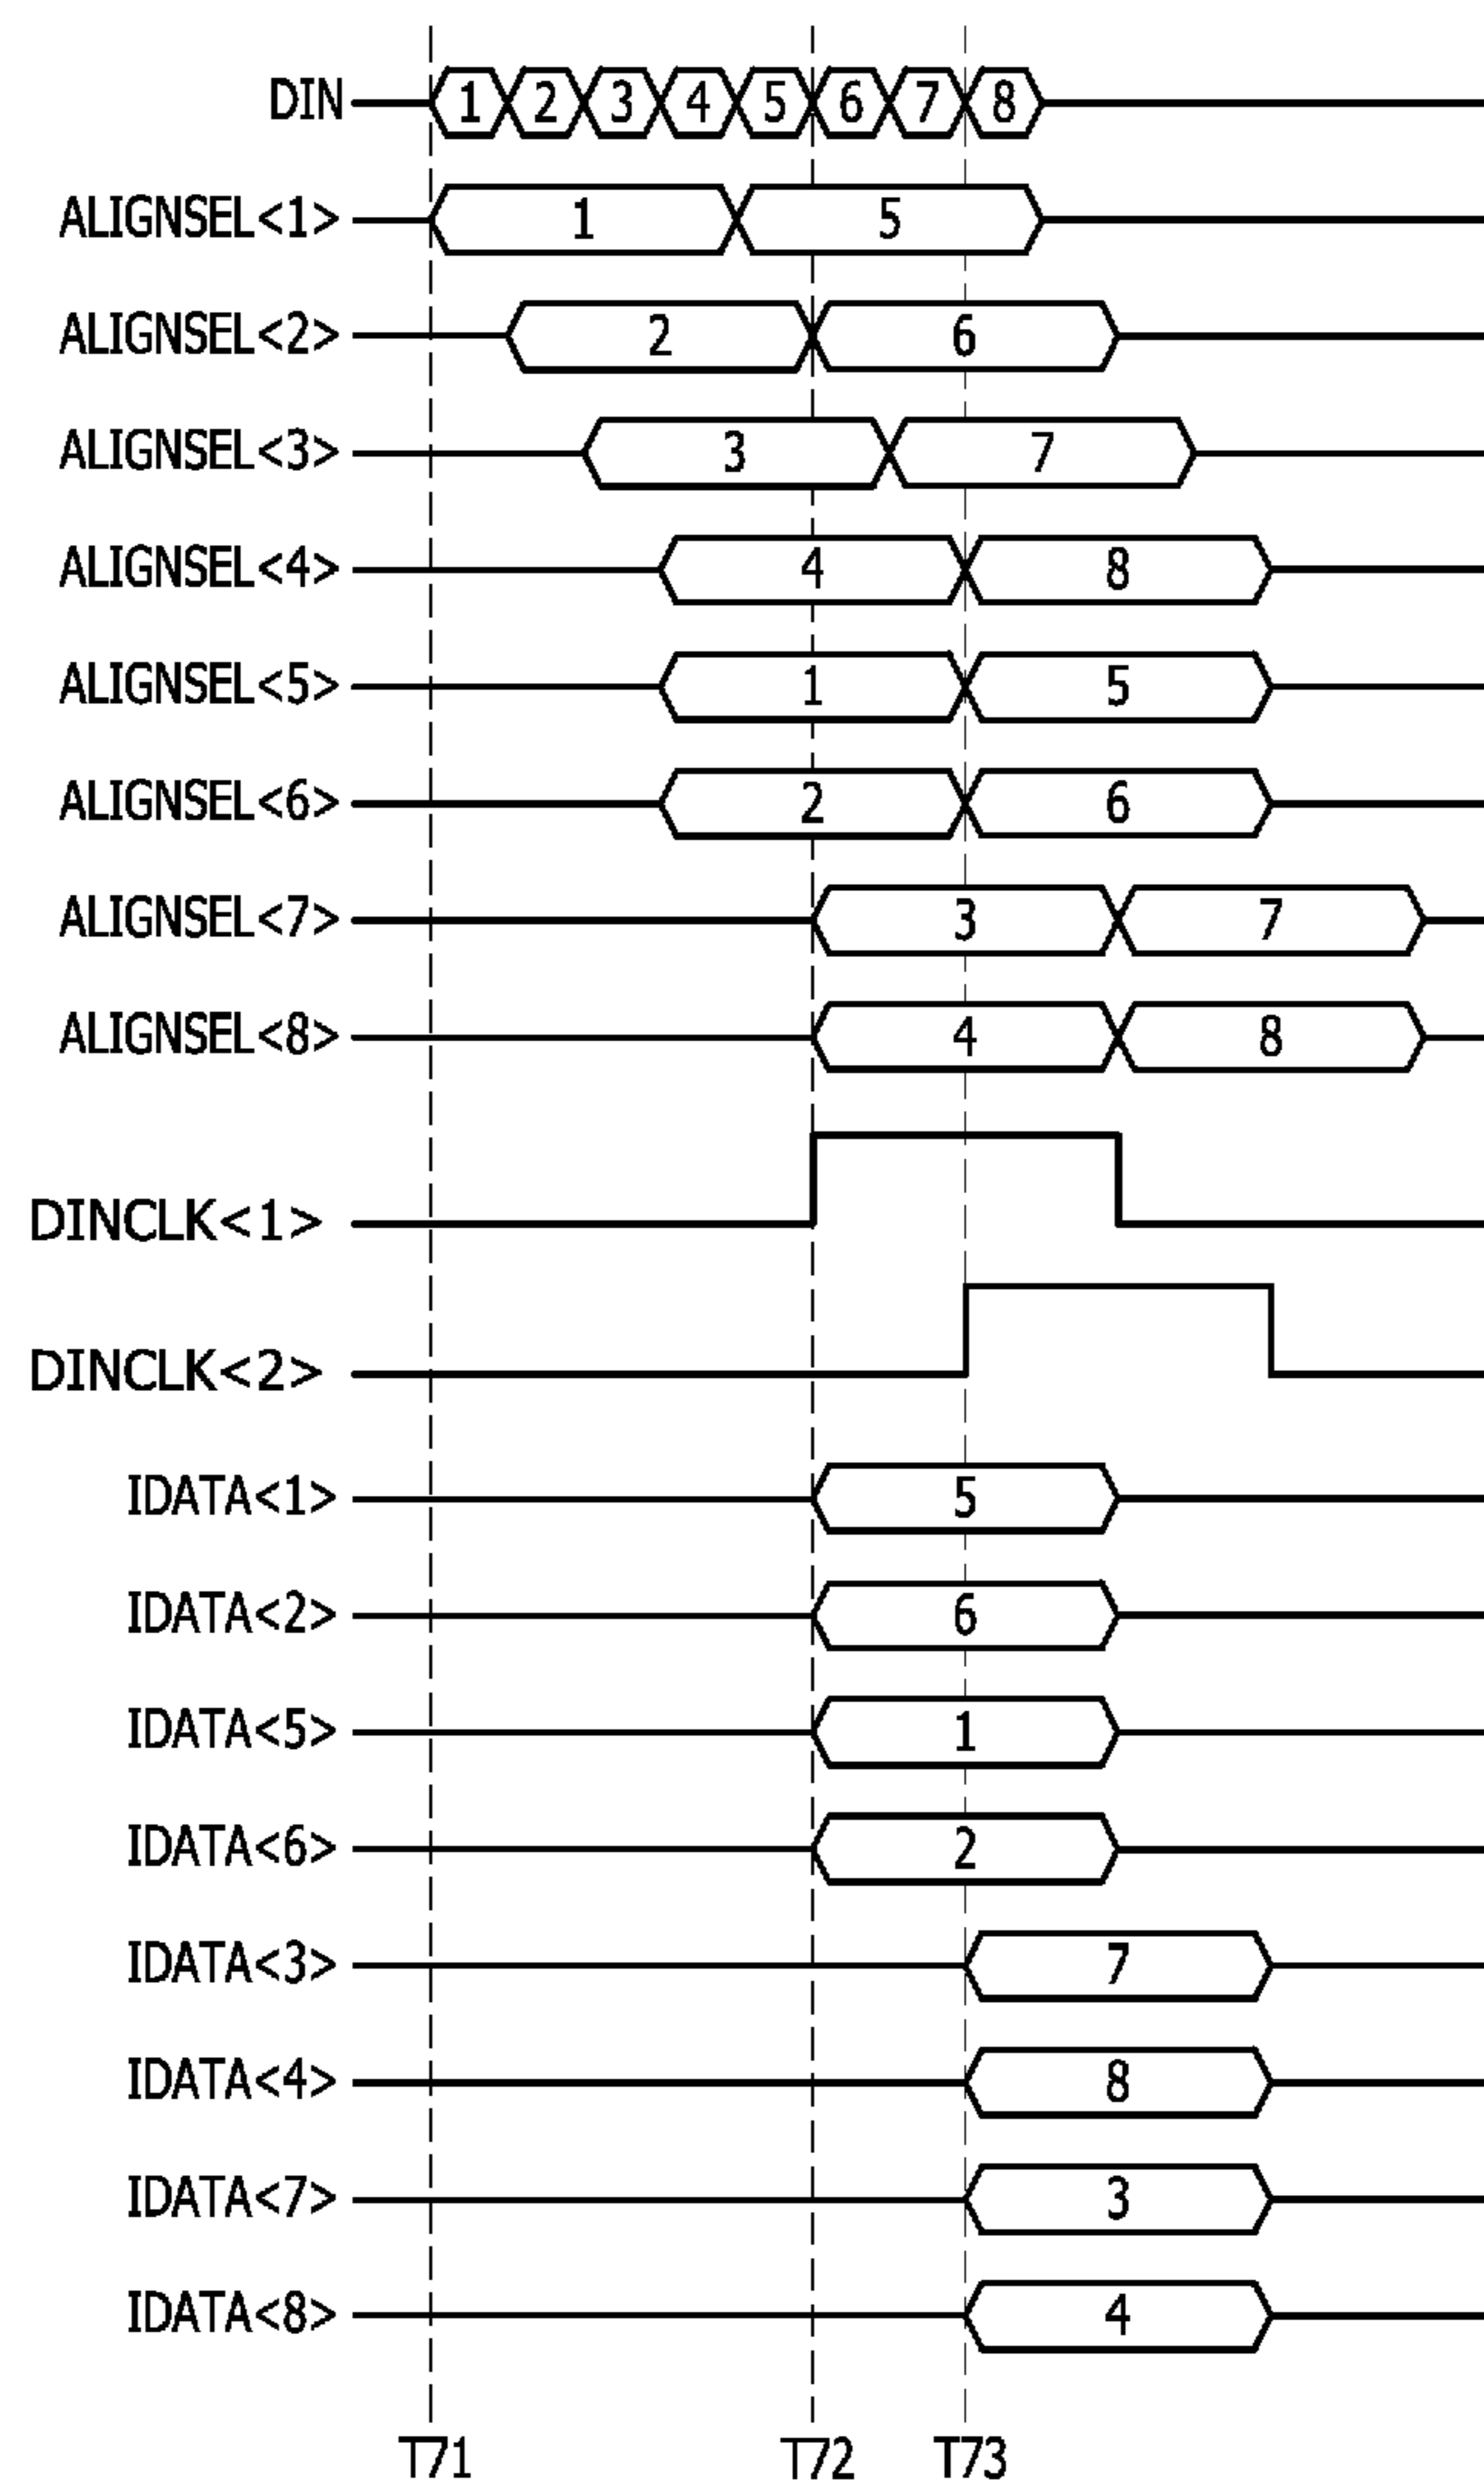 DIN 1 2 3 4 5 6 7 8
ALIGNSEL<1> 1 5
ALIGNSEL<2> 2 6
ALIGNSEL<3> 3 7
ALIGNSEL<4> 4 8
ALIGNSEL<5> 1 5
ALIGNSEL<6> 2 6
ALIGNSEL<7> 3 7
ALIGNSEL<8> 4 8
DINCLK<1>
DINCLK<2>
IDATA<1> 5
IDATA<2> 6
IDATA<5> 1
IDATA<6> 2
IDATA<3> 7
IDATA<4> 8
IDATA<7> 3
IDATA<8> 4
T71 T72 T73